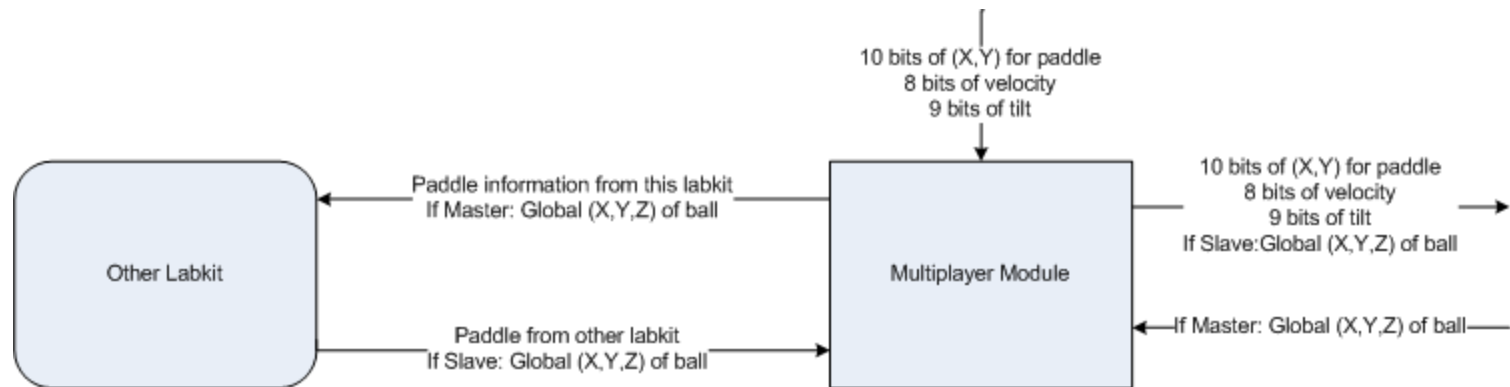 10 bits of (X,Y) for paddle
8 bits of velocity
9 bits of tilt
Paddle information from this labkit
If Master: Global (X,Y,Z) of ball
10 bits of (X,Y) for paddle
8 bits of velocity
9 bits of tilt
If Slave:Global (X,Y,Z) of ball
Other Labkit
Multiplayer Module
Paddle from other labkit
If Slave: Global (X,Y,Z) of ball
If Master: Global (X,Y,Z) of ball